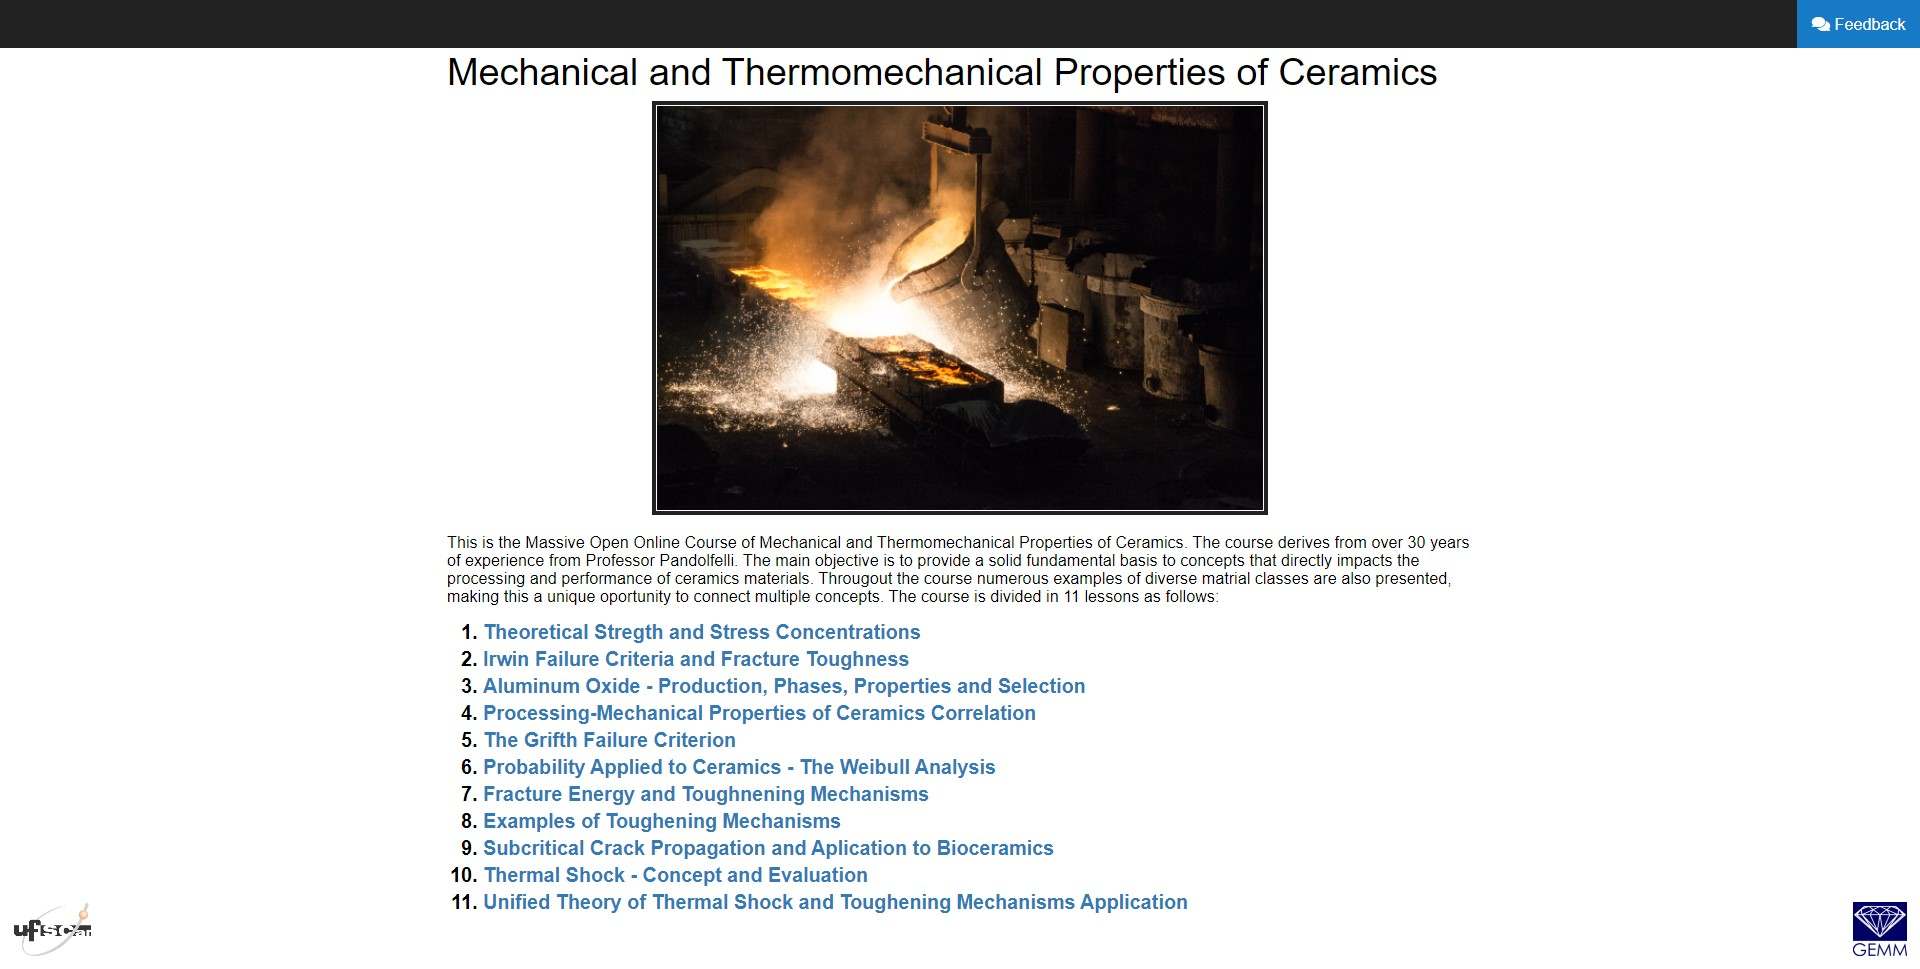 Feedback
Mechanical and Thermomechanical Properties of Ceramics
This is the Massive Open Online Course of Mechanical and Thermomechanical Properties of Ceramics. The course derives from over 30 years
of experience from Professor Pandolfelli. The main objective is to provide a solid fundamental basis to concepts that directly impacts the
processing and performance of ceramics materials. Througout the course numerous examples of diverse matrial classes are also presented,
making this a unique oportunity to connect multiple concepts. The course is divided in 11 lessons as follows:
1. Theoretical Stregth and Stress Concentrations
2. Irwin Failure Criteria and Fracture Toughness
3. Aluminum Oxide - Production, Phases, Properties and Selection
4. Processing-Mechanical Properties of Ceramics Correlation
5. The Grifth Failure Criterion
6. Probability Applied to Ceramics - The Weibull Analysis
7. Fracture Energy and Toughnening Mechanisms
8. Examples of Toughening Mechanisms
9. Subcritical Crack Propagation and Aplication to Bioceramics
10. Thermal Shock - Concept and Evaluation
11. Unified Theory of Thermal Shock and Toughening Mechanisms Application
ufscar
GEMM